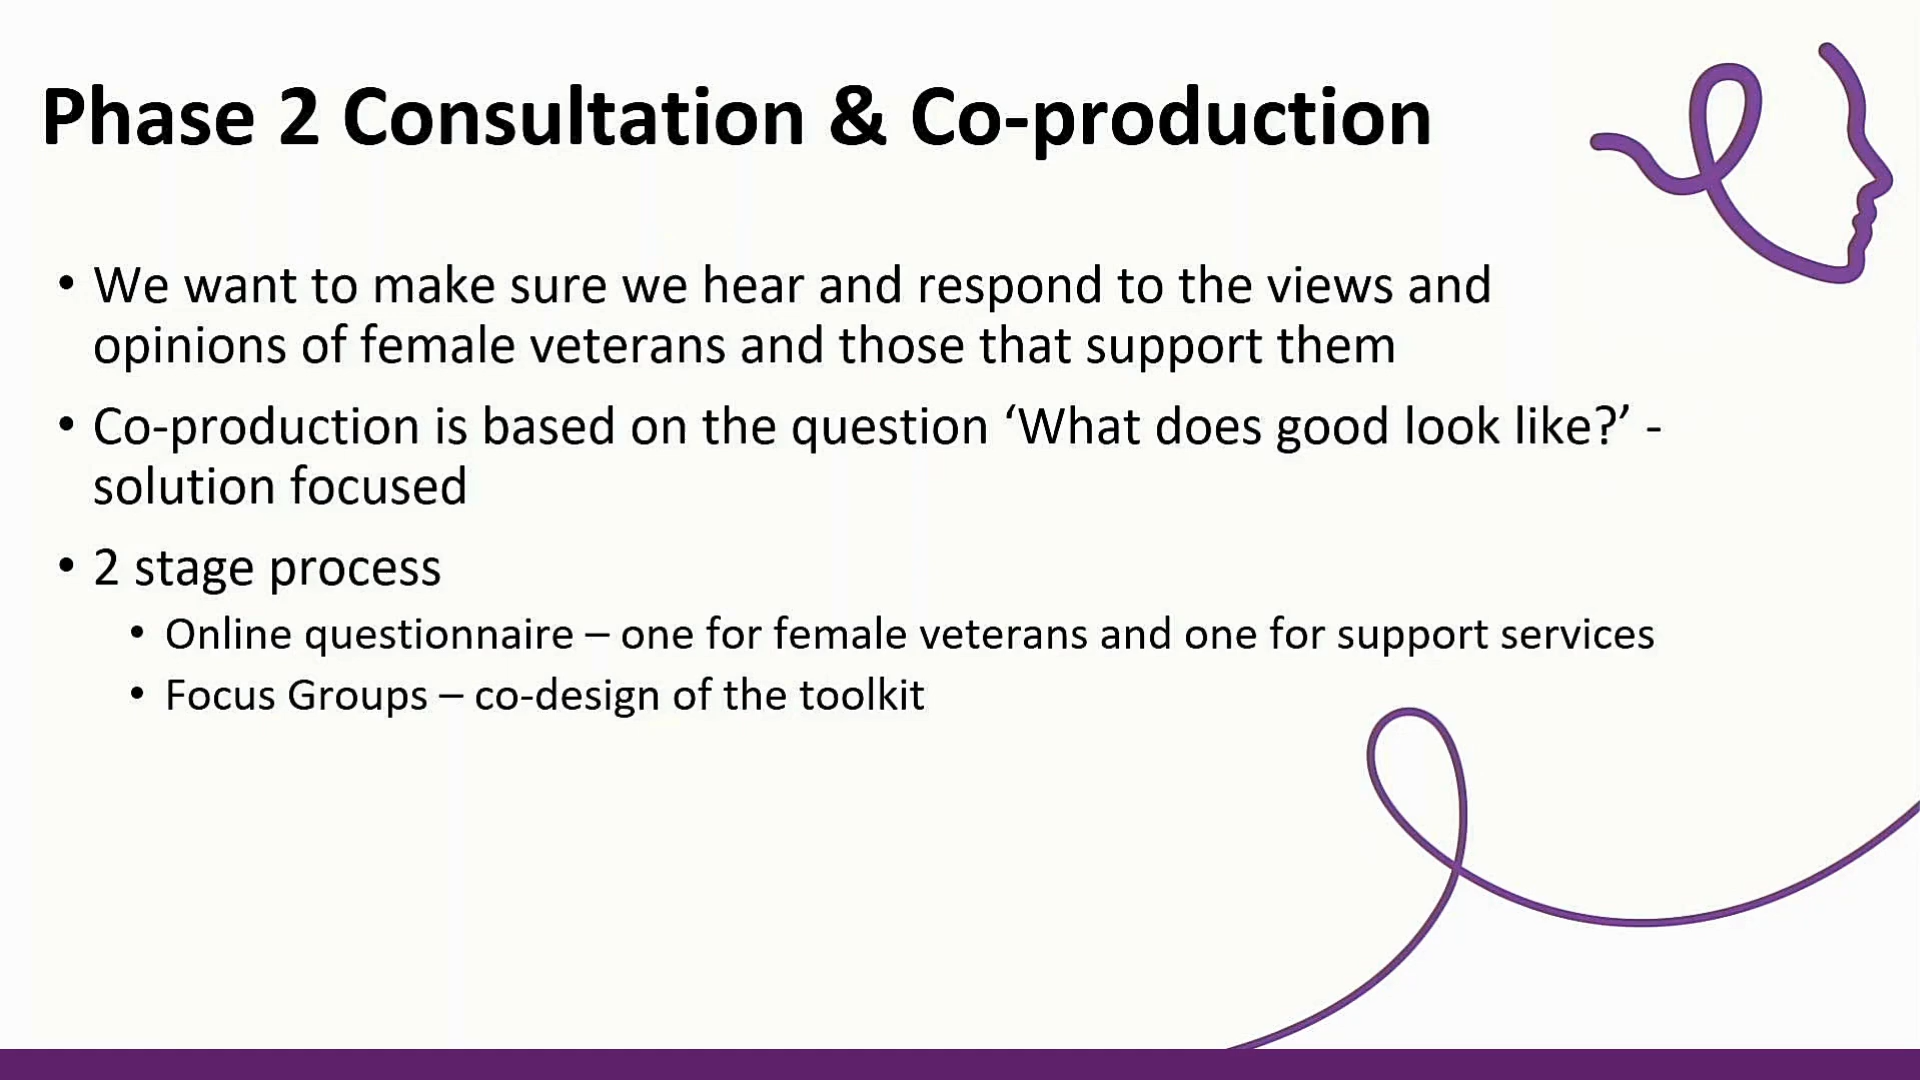 Phase 2 Consultation & Co-production
• We want to make sure we hear and respond to the views and
opinions of female veterans and those that support them
• Co-production is based on the question ‘What does good look like?’ -
solution focused
• 2 stage process
• Online questionnaire – one for female veterans and one for support services
• Focus Groups – co-design of the toolkit